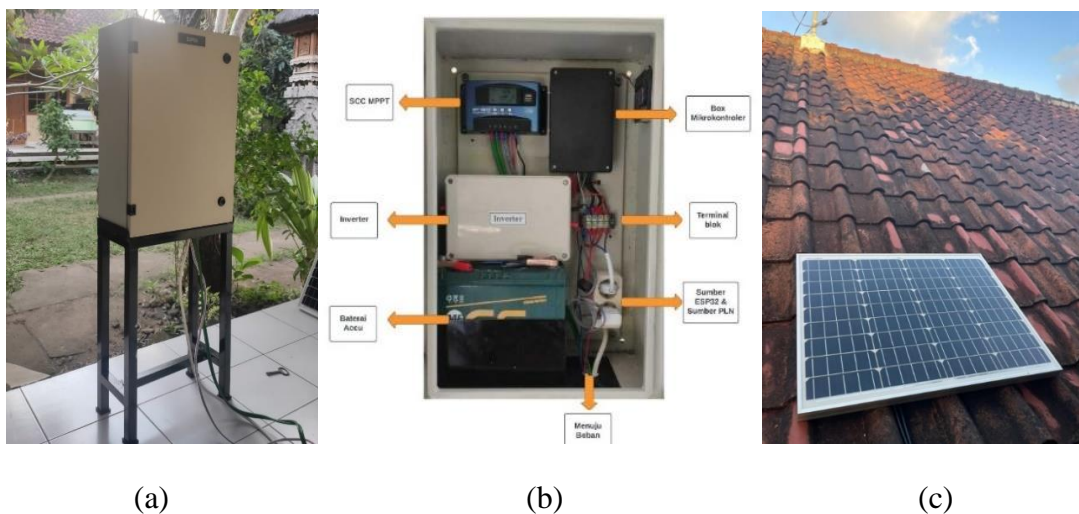 SCC MPPT
Box
Mikrokontroler
Inverter
Inverter
Terminal
blok
Baterai
Accu
Sumber
ESP32 &
Sumber PLN
Menuju
Beban
(a)
(b)
(c)